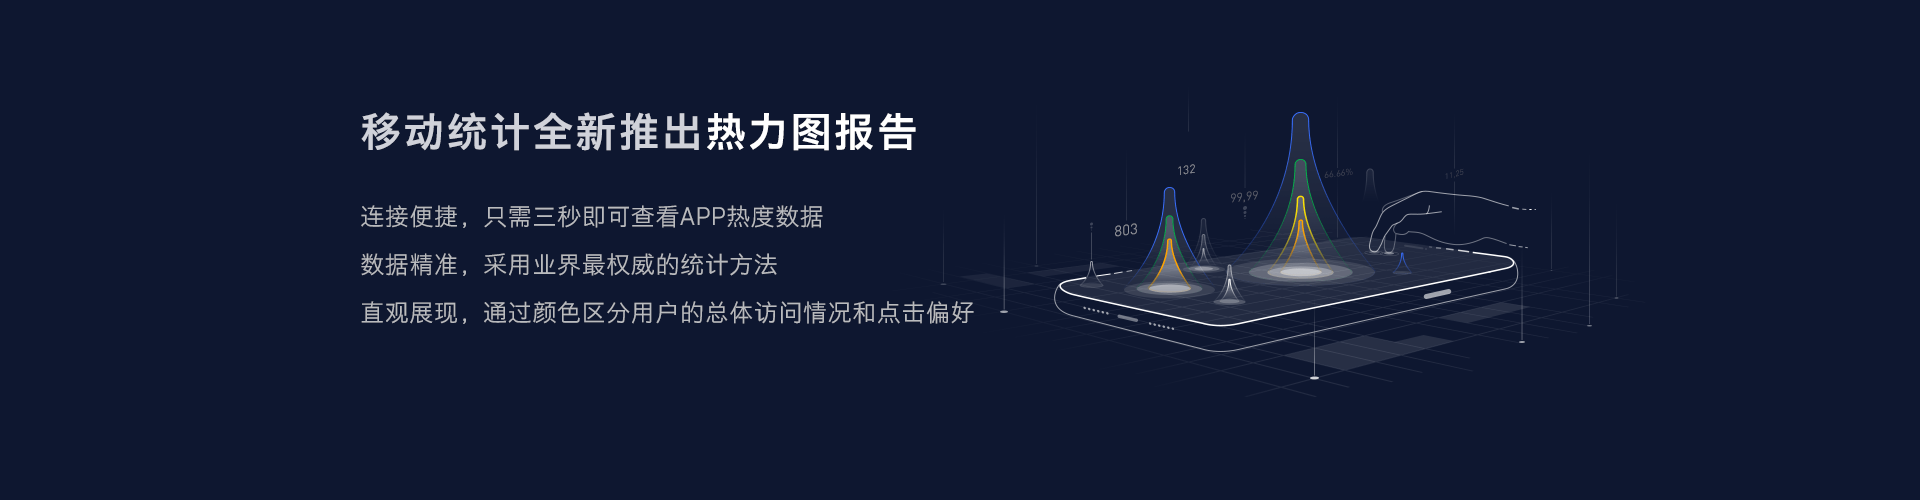 移动统计全新推出热力图报告
连接便捷，只需三秒即可查看APP热度数据
数据精准，采用业界最权威的统计方法
直观展现，通过颜色区分用户的总体访问情况和点击偏好
132
99,99
66.66%
11,25
803